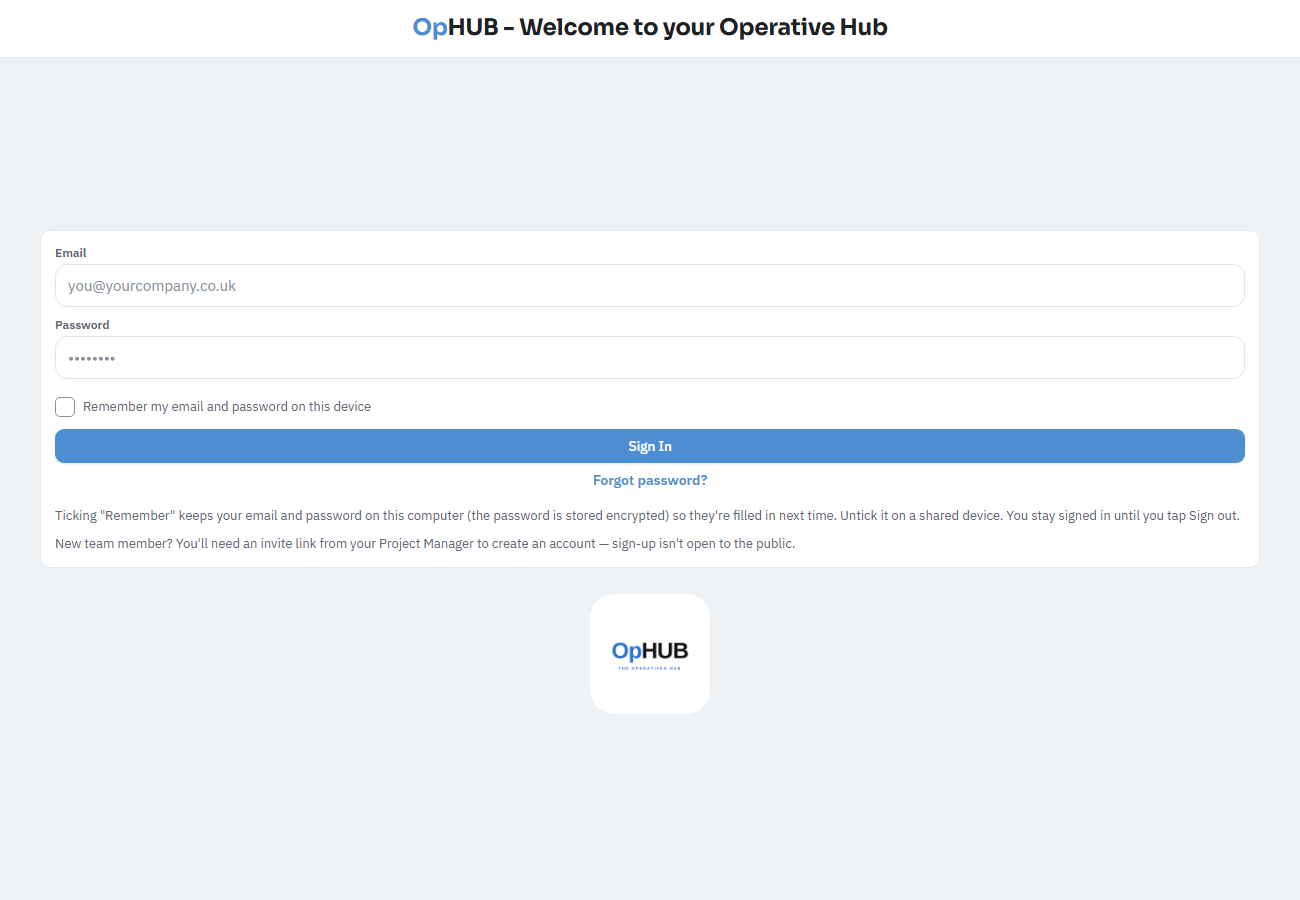 OpHUB – Welcome to your Operative Hub
Email
you@yourcompany.co.uk
Password
••••••••
Remember my email and password on this device
Sign In
Forgot password?
Ticking "Remember" keeps your email and password on this computer (the password is stored encrypted) so they're filled in next time. Untick it on a shared device. You stay signed in until you tap Sign out.
New team member? You'll need an invite link from your Project Manager to create an account — sign-up isn't open to the public.
OpHUB
THE OPERATIVES HUB